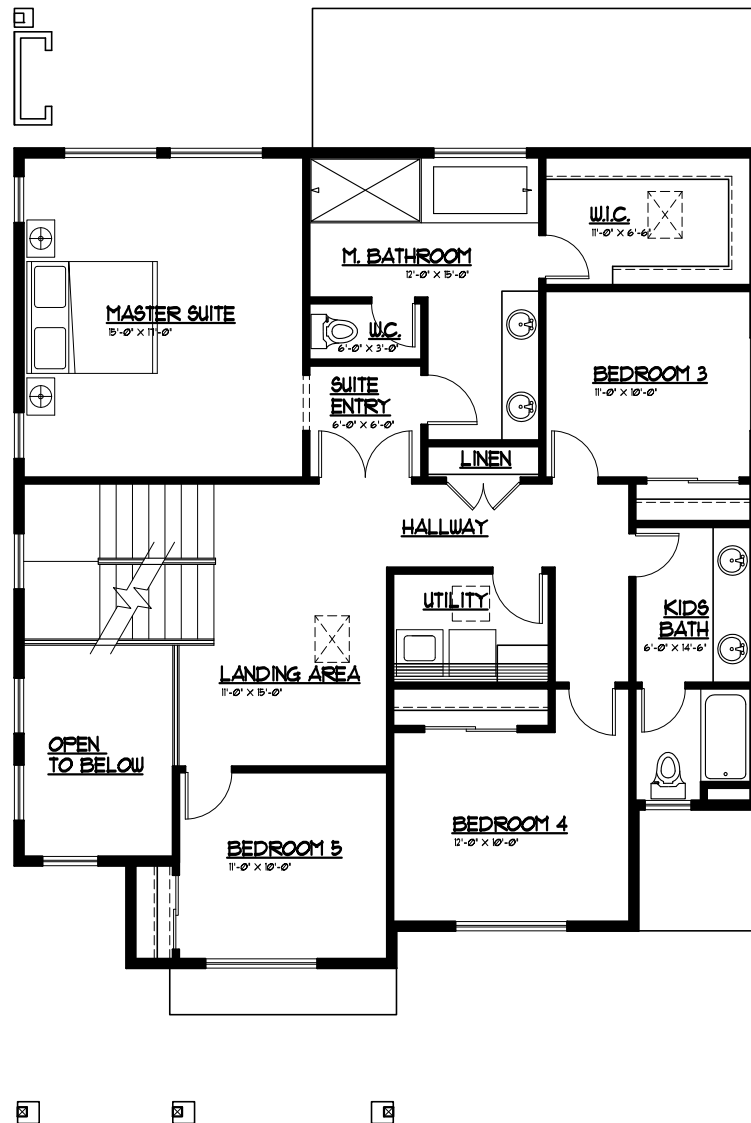 W.I.C.
11'-0" X 6'-6
M. BATHROOM
12'-0" X 15'-0"
MASTER SUITE
15'-0" X 17'-0"
W.C.
6'-0" X 3'-0"
BEDROOM 3
11'-0" X 10'-0"
SUITE
ENTRY
6'-0" X 6'-0"
LINEN
HALLWAY
UTILITY
KIDS
BATH
6'-0" X 14'-6"
LANDING AREA
11'-0" X 15'-0"
OPEN
TO BELOW
BEDROOM 4
12'-0" X 10'-0"
BEDROOM 5
11'-0" X 10'-0"